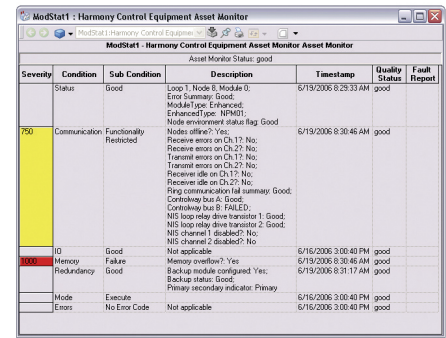 ModStat1 : Harmony Control Equipment Asset Monitor
ModStat1:Harmony Control Equipmer
ModStat1 - Harmony Control Equipment Asset Monitor Asset Monitor
Asset Monitor Status: good
Severity Condition Sub Condition Description Timestamp Quality Status Fault Report
Status Good Loop 1, Node 8, Module 0; 6/19/2006 8:29:33 AM good
Error Summary: Good;
ModuleType: Enhanced;
EnhancedType: NPM01;
Node environment status flag: Good
750 Communication Functionality Restricted Nodes offline?: Yes; 6/19/2006 8:30:46 AM good
Receive errors on Ch.1?: No;
Receive errors on Ch.2?: No;
Transmit errors on Ch.1?: No;
Transmit errors on Ch.2?: No;
Receiver idle on Ch.1?: No;
Receiver idle on Ch.2?: No;
Ring communication fail summary: Good;
Controlway bus A: Good;
Controlway bus B: FAILED;
NIS loop relay drive transistor 1: Good;
NIS loop relay drive transistor 2: Good;
NIS channel 1 disabled?: No;
NIS channel 2 disabled?: No
IO Good Not applicable 6/16/2006 3:00:40 PM good
1000 Memory Failure Memory overflow?: Yes 6/19/2006 8:30:46 AM good
Redundancy Good Backup module configured: Yes; 6/19/2006 8:31:17 AM good
Backup status: Good;
Primary secondary indicator: Primary
Mode Execute 6/16/2006 3:00:40 PM good
Errors No Error Code Not applicable 6/16/2006 3:00:40 PM good